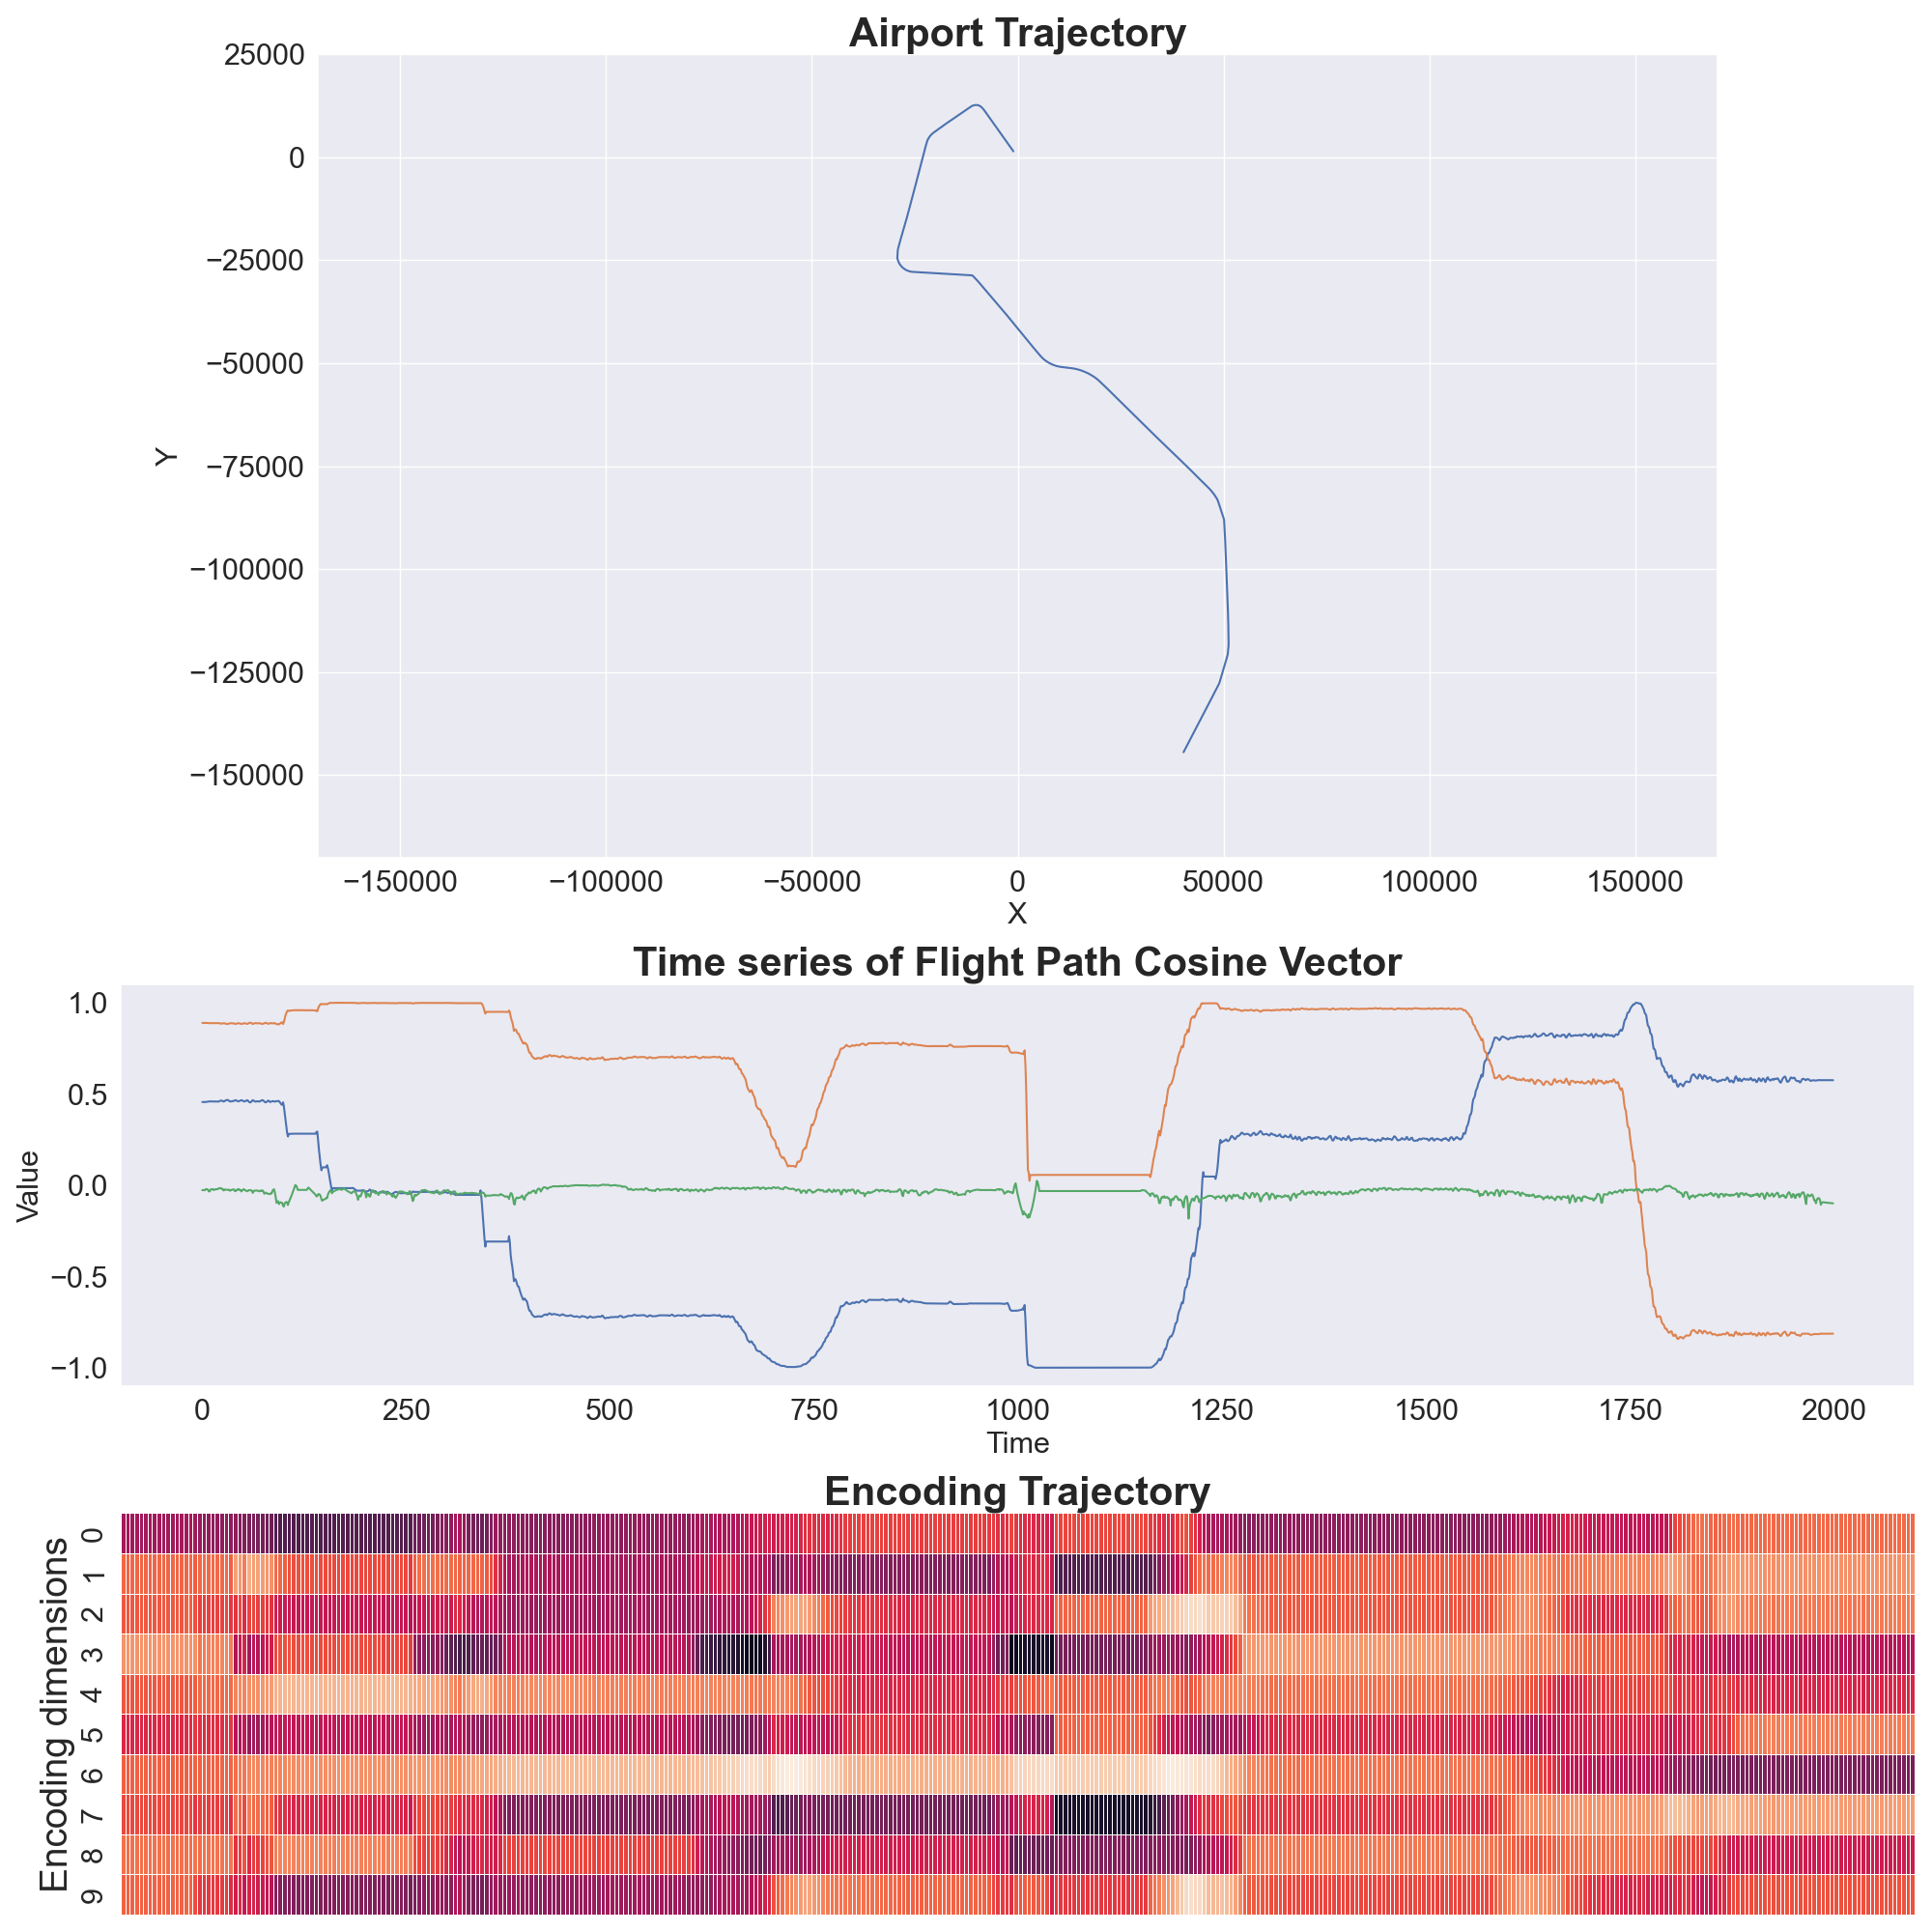 Airport Trajectory
25000
0
−25000
−50000
−75000
−100000
−125000
−150000
Y
−150000 −100000 −50000 0 50000 100000 150000
X
Time series of Flight Path Cosine Vector
1.0
0.5
0.0
−0.5
−1.0
Value
0 250 500 750 1000 1250 1500 1750 2000
Time
Encoding Trajectory
Encoding dimensions
0
1
2
3
4
5
6
7
8
9